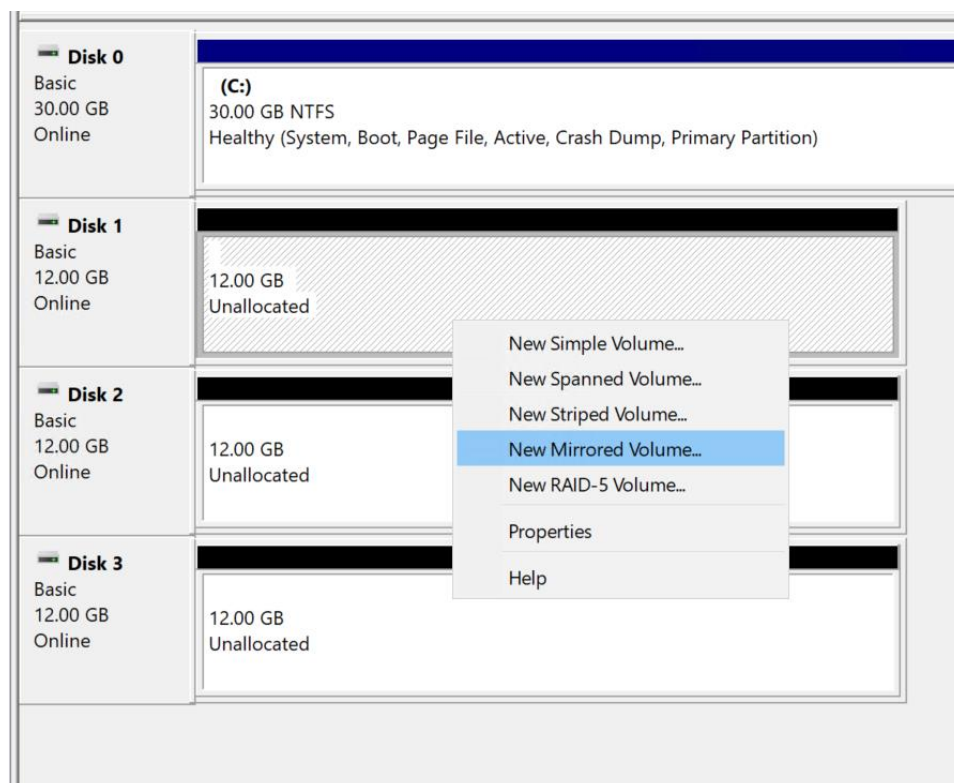 Disk 0
Basic
30.00 GB
Online
(C:)
30.00 GB NTFS
Healthy (System, Boot, Page File, Active, Crash Dump, Primary Partition)
Disk 1
Basic
12.00 GB
Online
12.00 GB
Unallocated
Disk 2
Basic
12.00 GB
Online
12.00 GB
Unallocated
Disk 3
Basic
12.00 GB
Online
12.00 GB
Unallocated
New Simple Volume...
New Spanned Volume...
New Striped Volume...
New Mirrored Volume...
New RAID-5 Volume...
Properties
Help